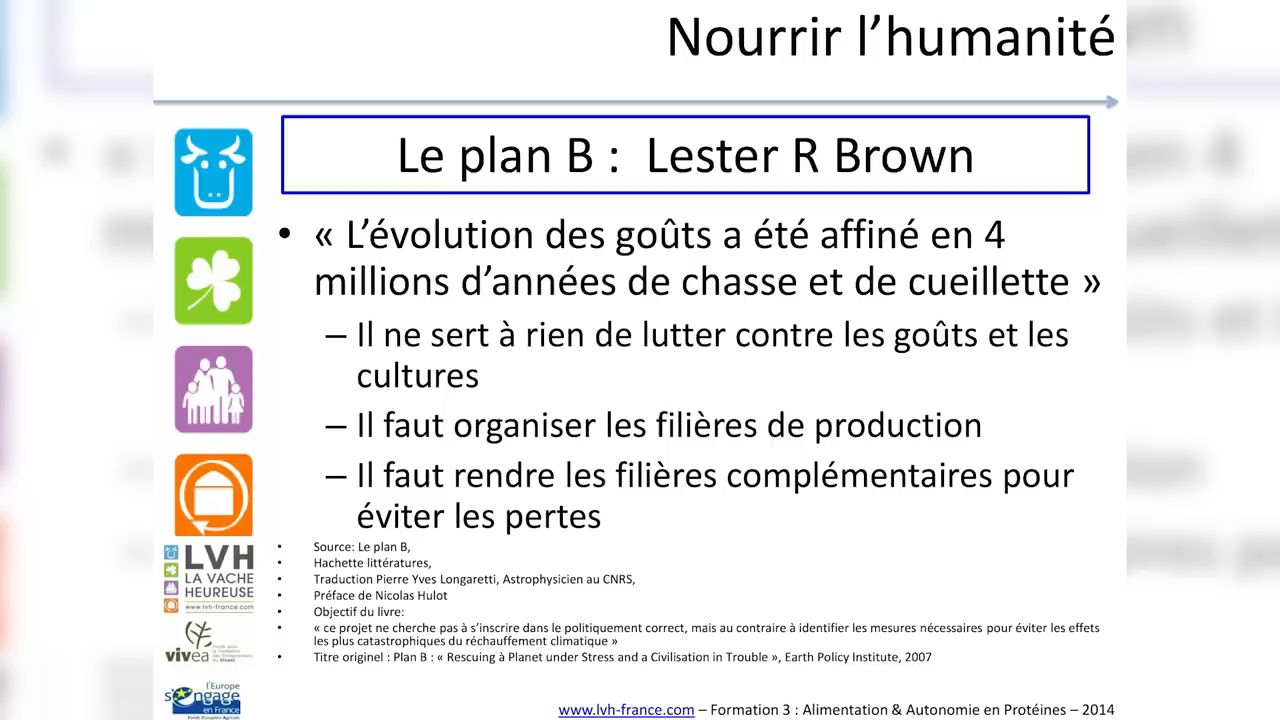 Nourrir l’humanité
Le plan B :  Lester R Brown
• « L’évolution des goûts a été affiné en 4
millions d’années de chasse et de cueillette »
– Il ne sert à rien de lutter contre les goûts et les
cultures
– Il faut organiser les filières de production
– Il faut rendre les filières complémentaires pour
éviter les pertes
• Source: Le plan B,
• Hachette littératures,
• Traduction Pierre Yves Longaretti, Astrophysicien au CNRS,
• Préface de Nicolas Hulot
• Objectif du livre:
• « ce projet ne cherche pas à s’inscrire dans le politiquement correct, mais au contraire à identifier les mesures nécessaires pour éviter les effets
les plus catastrophiques du réchauffement climatique »
• Titre originel : Plan B : « Rescuing à Planet under Stress and a Civilisation in Trouble », Earth Policy Institute, 2007
LVH
LA VACHE
HEUREUSE
www.lvh-france.com
vivea
l'Europe
s'engage
en France
www.lvh-france.com – Formation 3 : Alimentation & Autonomie en Protéines – 2014